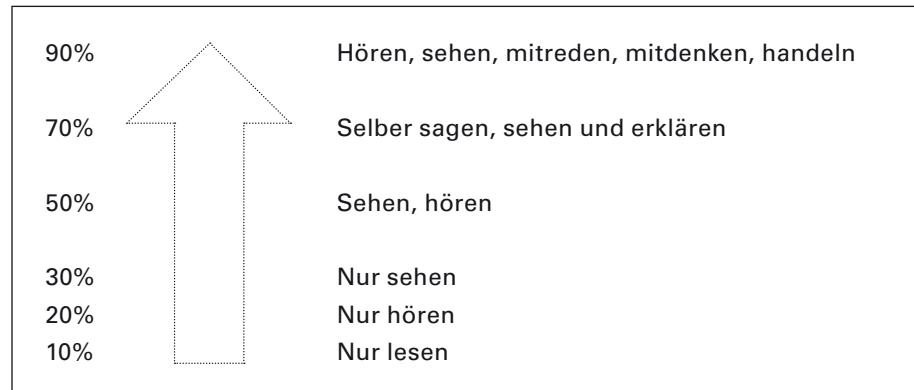 90% Hören, sehen, mitreden, mitdenken, handeln
70% Selber sagen, sehen und erklären
50% Sehen, hören
30% Nur sehen
20% Nur hören
10% Nur lesen